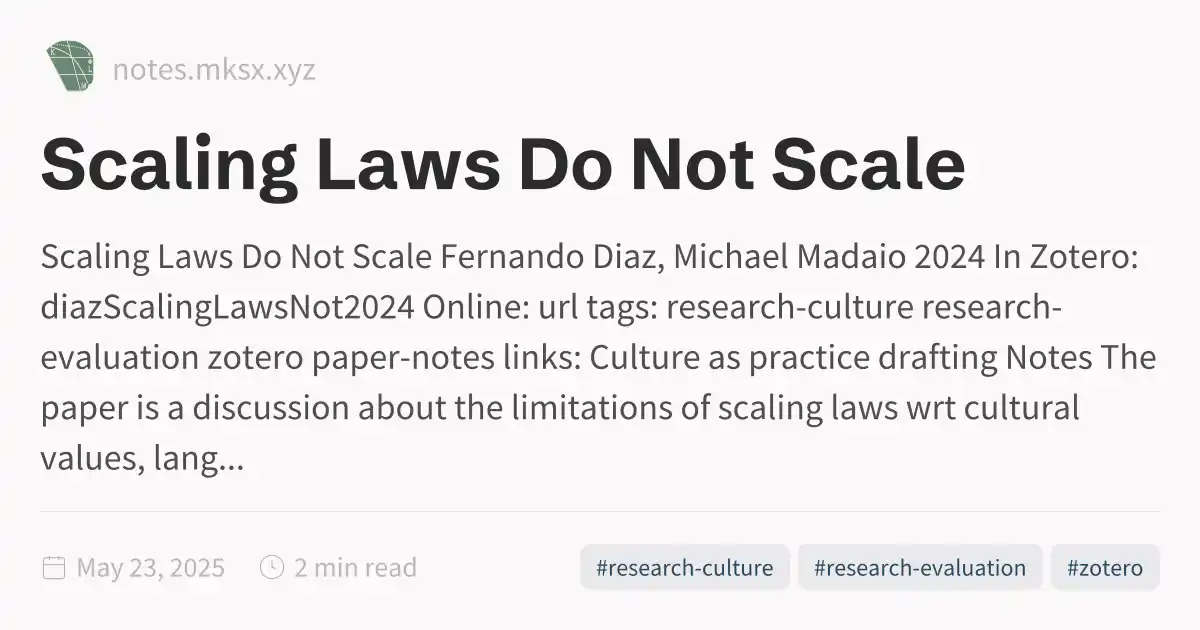 notes.mksx.xyz
Scaling Laws Do Not Scale
Scaling Laws Do Not Scale Fernando Diaz, Michael Madaio 2024 In Zotero:
diazScalingLawsNot2024 Online: url tags: research-culture research-
evaluation zotero paper-notes links: Culture as practice drafting Notes The
paper is a discussion about the limitations of scaling laws wrt cultural
values, lang...
May 23, 2025 2 min read #research-culture #research-evaluation #zotero